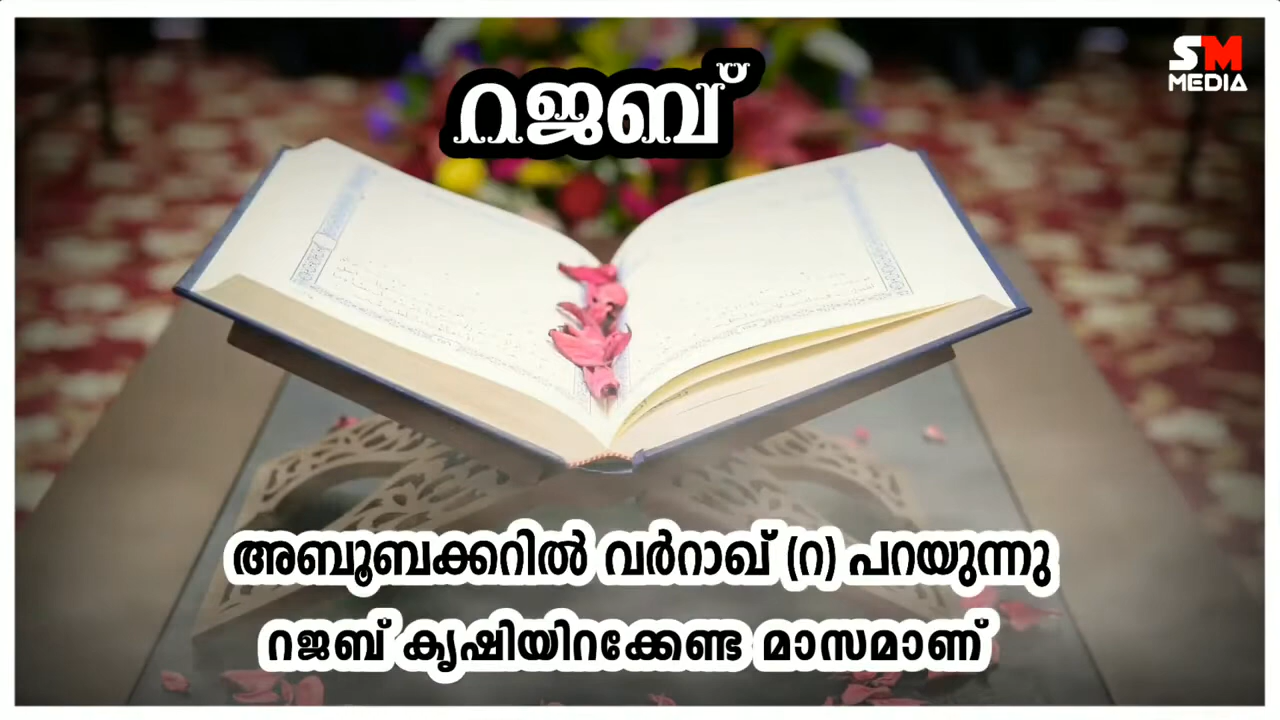 റജബ്
SM
MEDIA
അബൂബക്കറിൽ വർറാഖ് (റ) പറയുന്നു
റജബ് കൃഷിയിറക്കേണ്ട മാസമാണ്